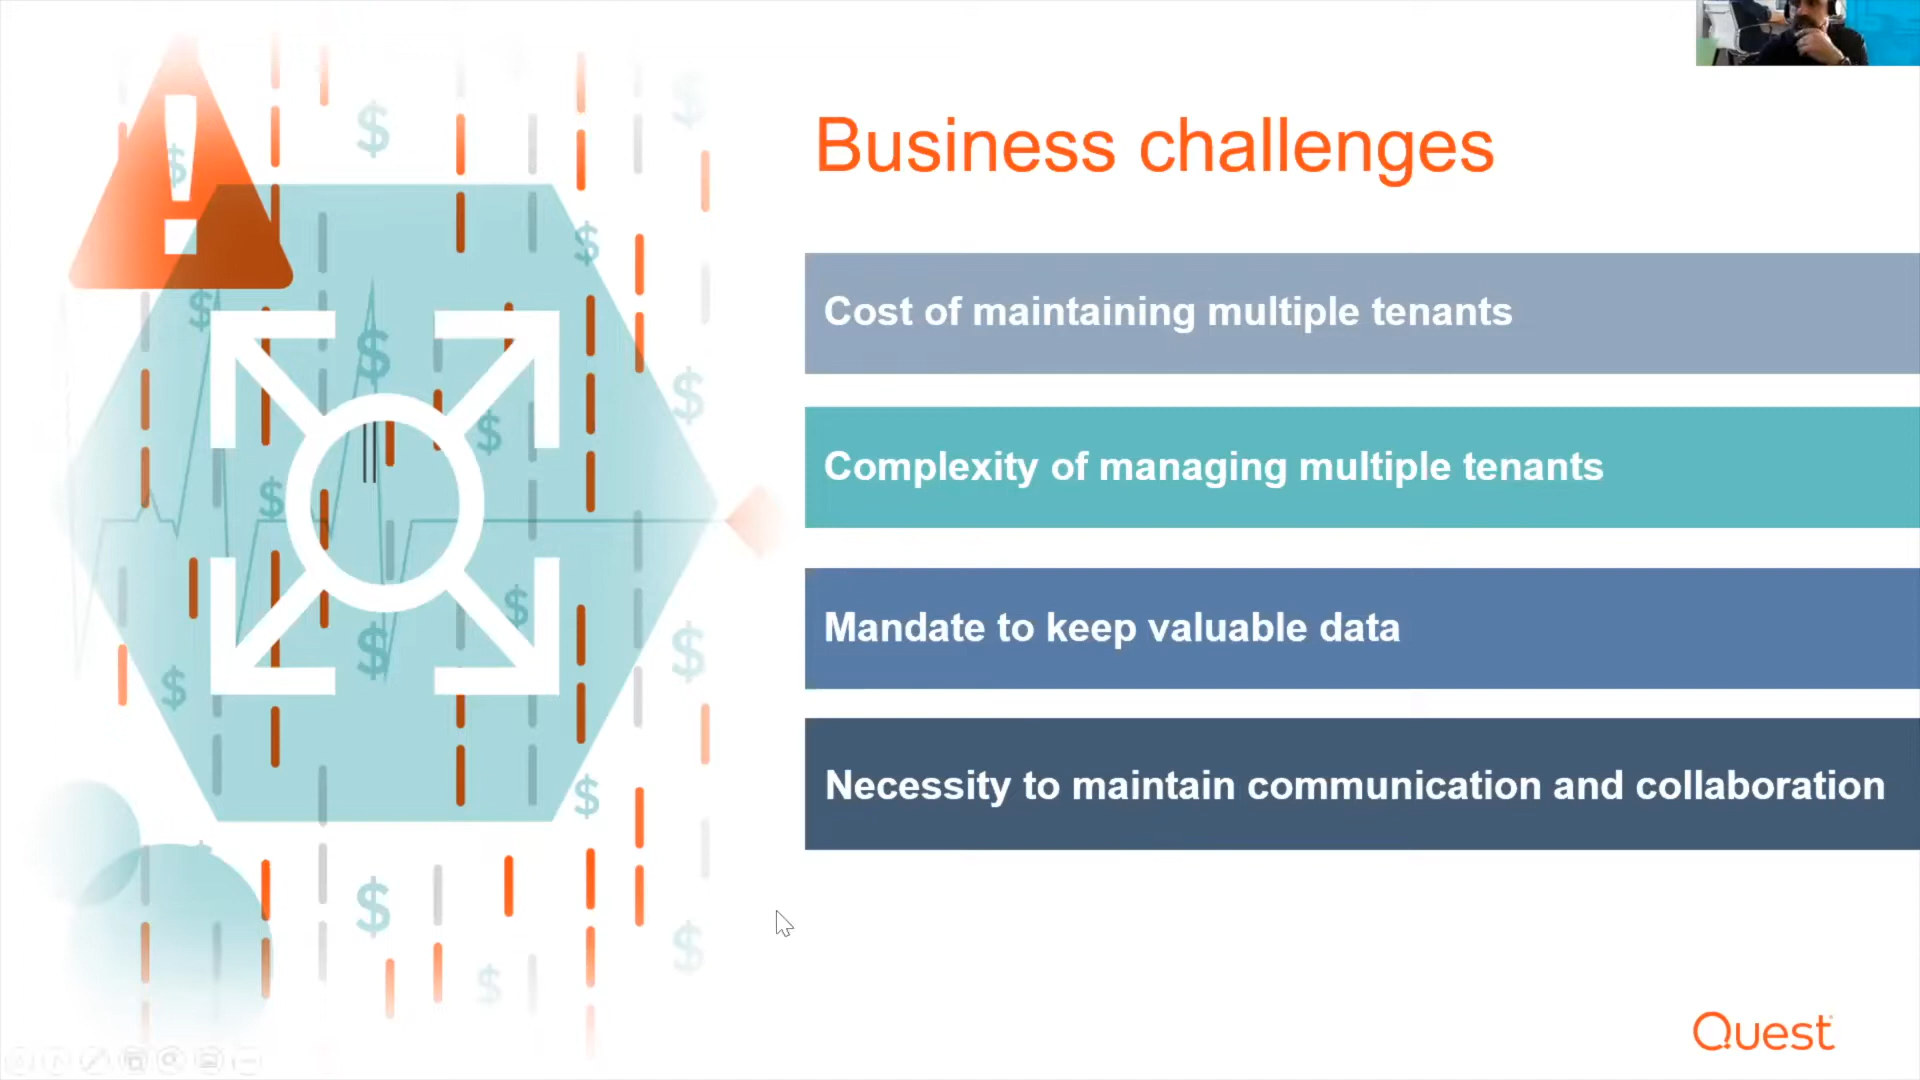 Business challenges
Cost of maintaining multiple tenants
Complexity of managing multiple tenants
Mandate to keep valuable data
Necessity to maintain communication and collaboration
Quest